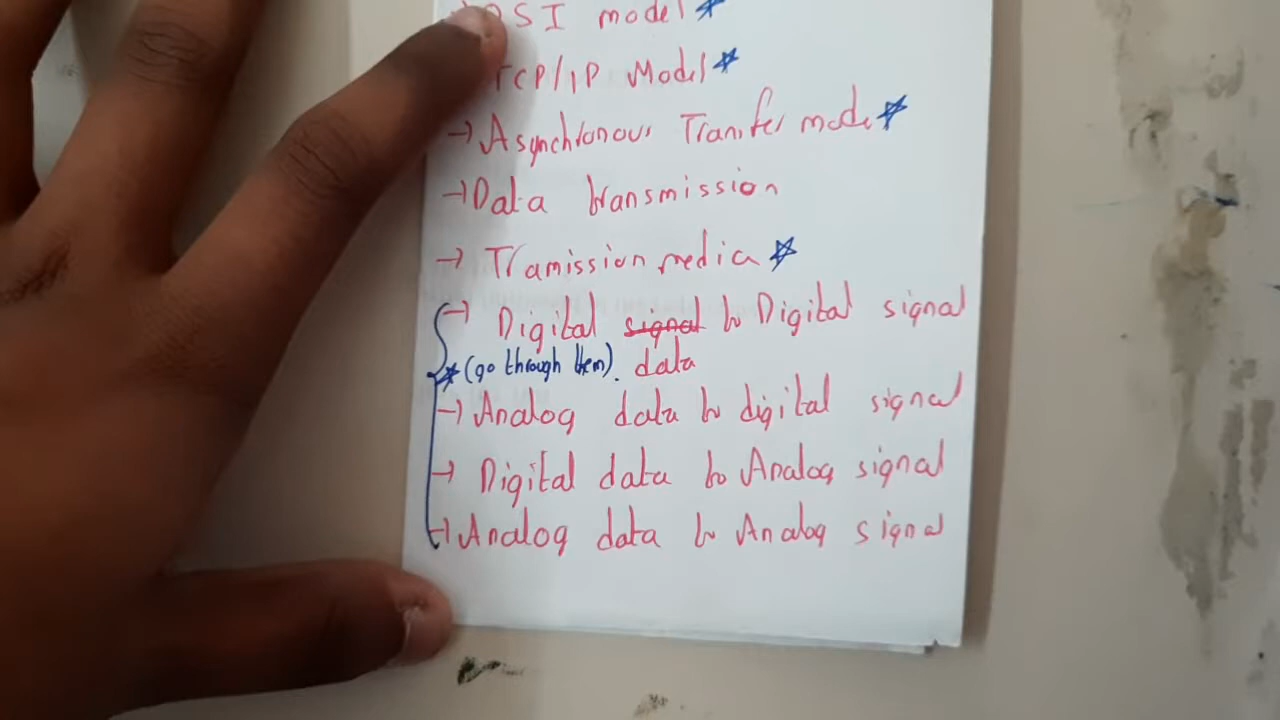 OSI model
TCP/IP Model
→ Asynchronous Transfer mode
→ Data transmission
→ Tramission media
→ Digital signal to Digital signal
(go through them). data
→ Analog data to digital signal
→ Digital data to Analog signal
→ Analog data to Analog signal